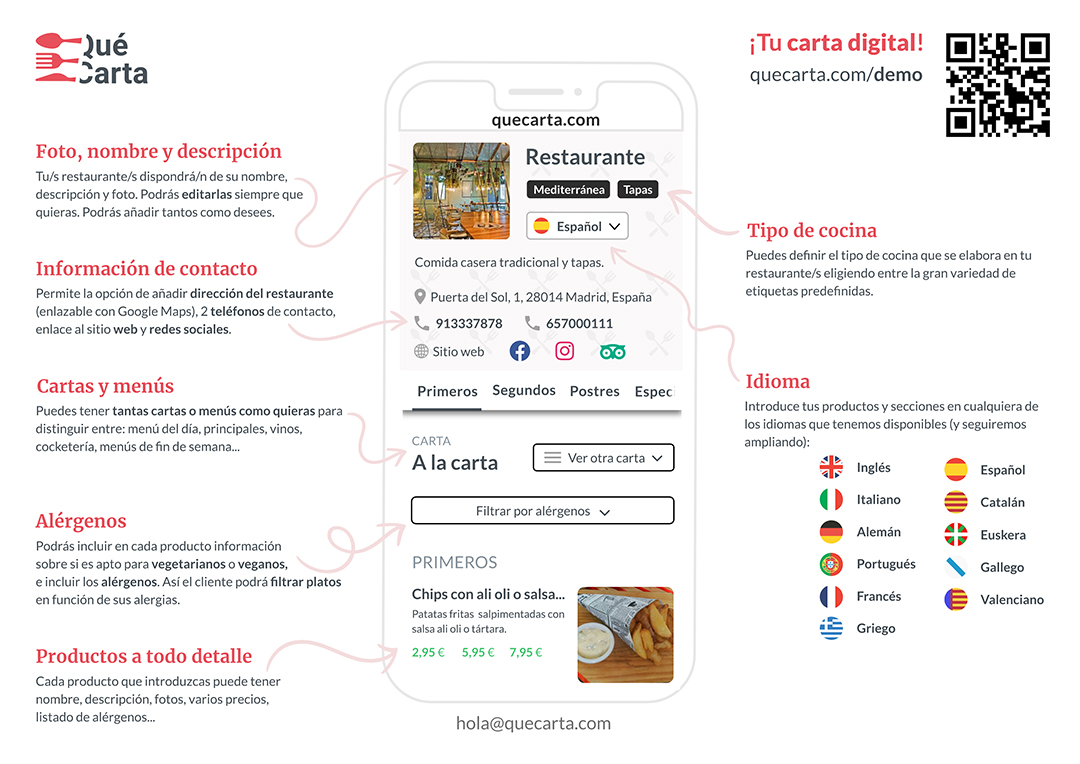 Qué
Carta
¡Tu carta digital!
quecarta.com/demo
Foto, nombre y descripción
Tu/s restaurante/s dispondrá/n de su nombre,
descripción y foto. Podrás editarlas siempre que
quieras. Podrás añadir tantos como desees.
Información de contacto
Permite la opción de añadir dirección del restaurante
(enlazable con Google Maps), 2 teléfonos de contacto,
enlace al sitio web y redes sociales.
Cartas y menús
Puedes tener tantas cartas o menús como quieras para
distinguir entre: menú del día, principales, vinos,
cocketería, menús de fin de semana...
Alérgenos
Podrás incluir en cada producto información
sobre si es apto para vegetarianos o veganos,
e incluir los alérgenos. Así el cliente podrá filtrar platos
en función de sus alergias.
Productos a todo detalle
Cada producto que introduzcas puede tener
nombre, descripción, fotos, varios precios,
listado de alérgenos...
quecarta.com
Restaurante
Mediterránea Tapas
Español
Comida casera tradicional y tapas.
Puerta del Sol, 1, 28014 Madrid, España
913337878 657000111
Sitio web
Primeros Segundos Postres Especi
CARTA
A la carta
Ver otra carta
Filtrar por alérgenos
PRIMEROS
Chips con ali oli o salsa...
Patatas fritas salpimentadas con
salsa ali oli o tártara.
2,95 € 5,95 € 7,95 €
hola@quecarta.com
Tipo de cocina
Puedes definir el tipo de cocina que se elabora en tu
restaurante/s eligiendo entre la gran variedad de
etiquetas predefinidas.
Idioma
Introduce tus productos y secciones en cualquiera de
los idiomas que tenemos disponibles (y seguiremos
ampliando):
Inglés
Italiano
Alemán
Portugués
Francés
Griego
Español
Catalán
Euskera
Gallego
Valenciano